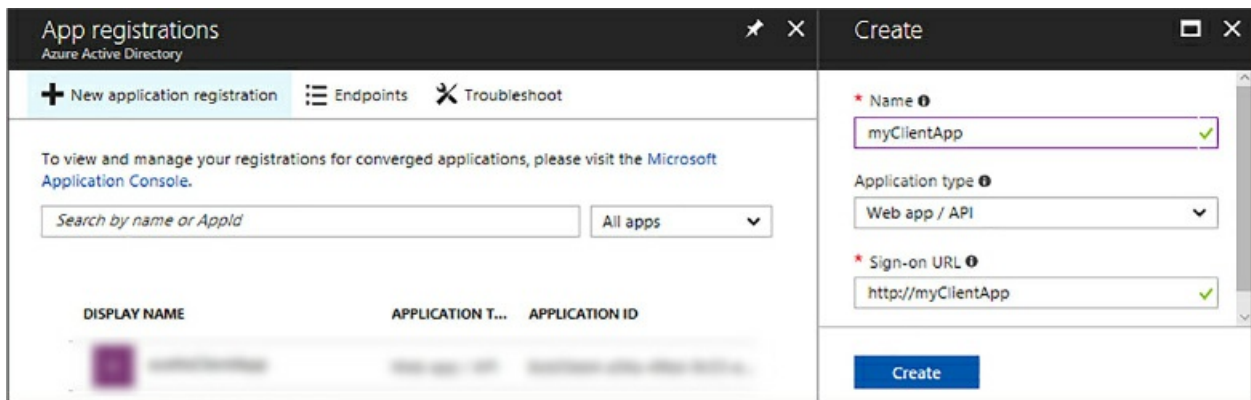 App registrations
Azure Active Directory
New application registration
Endpoints
Troubleshoot
To view and manage your registrations for converged applications, please visit the Microsoft
Application Console.
Search by name or AppId
All apps
DISPLAY NAME
APPLICATION T...
APPLICATION ID
Create
* Name
myClientApp
Application type
Web app / API
* Sign-on URL
http://myClientApp
Create